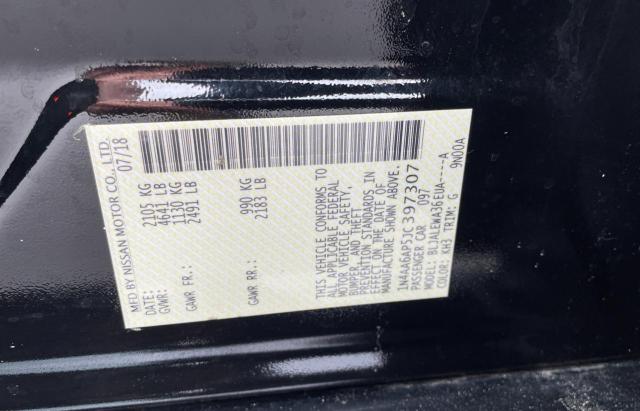 MFD BY NISSAN MOTOR CO., LTD.
DATE: 07/18
GVWR: 2105 KG
4641 LB
GAWR FR: 1130 KG
2491 LB
GAWR RR: 990 KG
2183 LB
THIS VEHICLE CONFORMS TO
ALL APPLICABLE FEDERAL
MOTOR VEHICLE SAFETY,
BUMPER, AND THEFT
PREVENTION STANDARDS IN
EFFECT ON THE DATE OF
MANUFACTURE SHOWN ABOVE.
1N4AA6AP5JC397307
PASSENGER CAR 097
MODEL: BL1JALEWA36EUA----A
COLOR: KH3 TRIM: G 9N00A